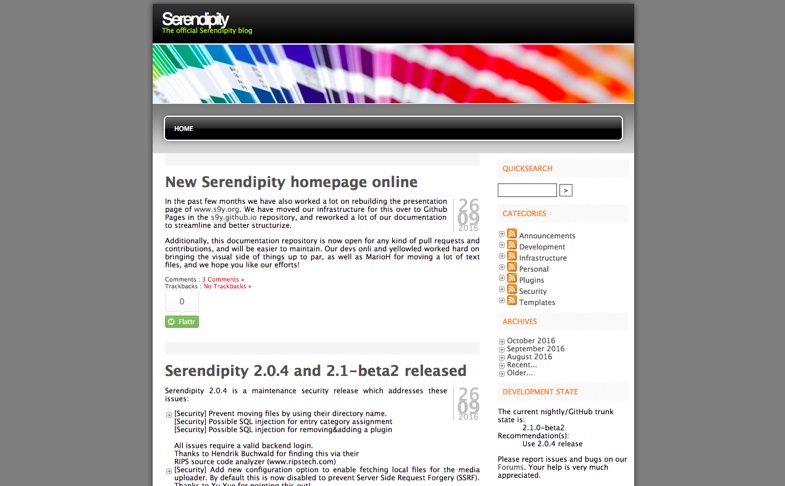 Serendipity
The official Serendipity blog
HOME
New Serendipity homepage online
In the past few months we have also worked a lot on rebuilding the presentation
page of www.s9y.org. We have moved our infrastructure for this over to Github
Pages in the s9y.github.io repository, and reworked a lot of our documentation
to streamline and better structurize.
26
09
2016
Additionally, this documentation repository is now open for any kind of pull requests and
contributions, and will be easier to maintain. Our devs onli and yellowled worked hard on
bringing the visual side of things up to par, as well as MarioH for moving a lot of text
files, and we hope you like our efforts!
Comments : 3 Comments »
Trackbacks : No Trackbacks »
0
Flattr
Serendipity 2.0.4 and 2.1-beta2 released
Serendipity 2.0.4 is a maintenance security release which addresses these
issues:
26
09
2016
[Security] Prevent moving files by using their directory name.
[Security] Possible SQL injection for entry category assignment
[Security] Possible SQL injection for removing&adding a plugin
All issues require a valid backend login.
Thanks to Hendrik Buchwald for finding this via their
RIPS source code analyzer (www.ripstech.com)
[Security] Add new configuration option to enable fetching local files for the media
uploader. By default this is now disabled to prevent Server Side Request Forgery (SSRF).
Thanks to Xu Yue for pointing this out!
QUICKSEARCH
>
CATEGORIES
Announcements
Development
Infrastructure
Personal
Plugins
Security
Templates
ARCHIVES
October 2016
September 2016
August 2016
Recent...
Older...
DEVELOPMENT STATE
The current nightly/GitHub trunk
state is:
2.1.0-beta2
Recommendation(s):
Use 2.0.4 release
Please report issues and bugs on our
Forums. Your help is very much
appreciated.